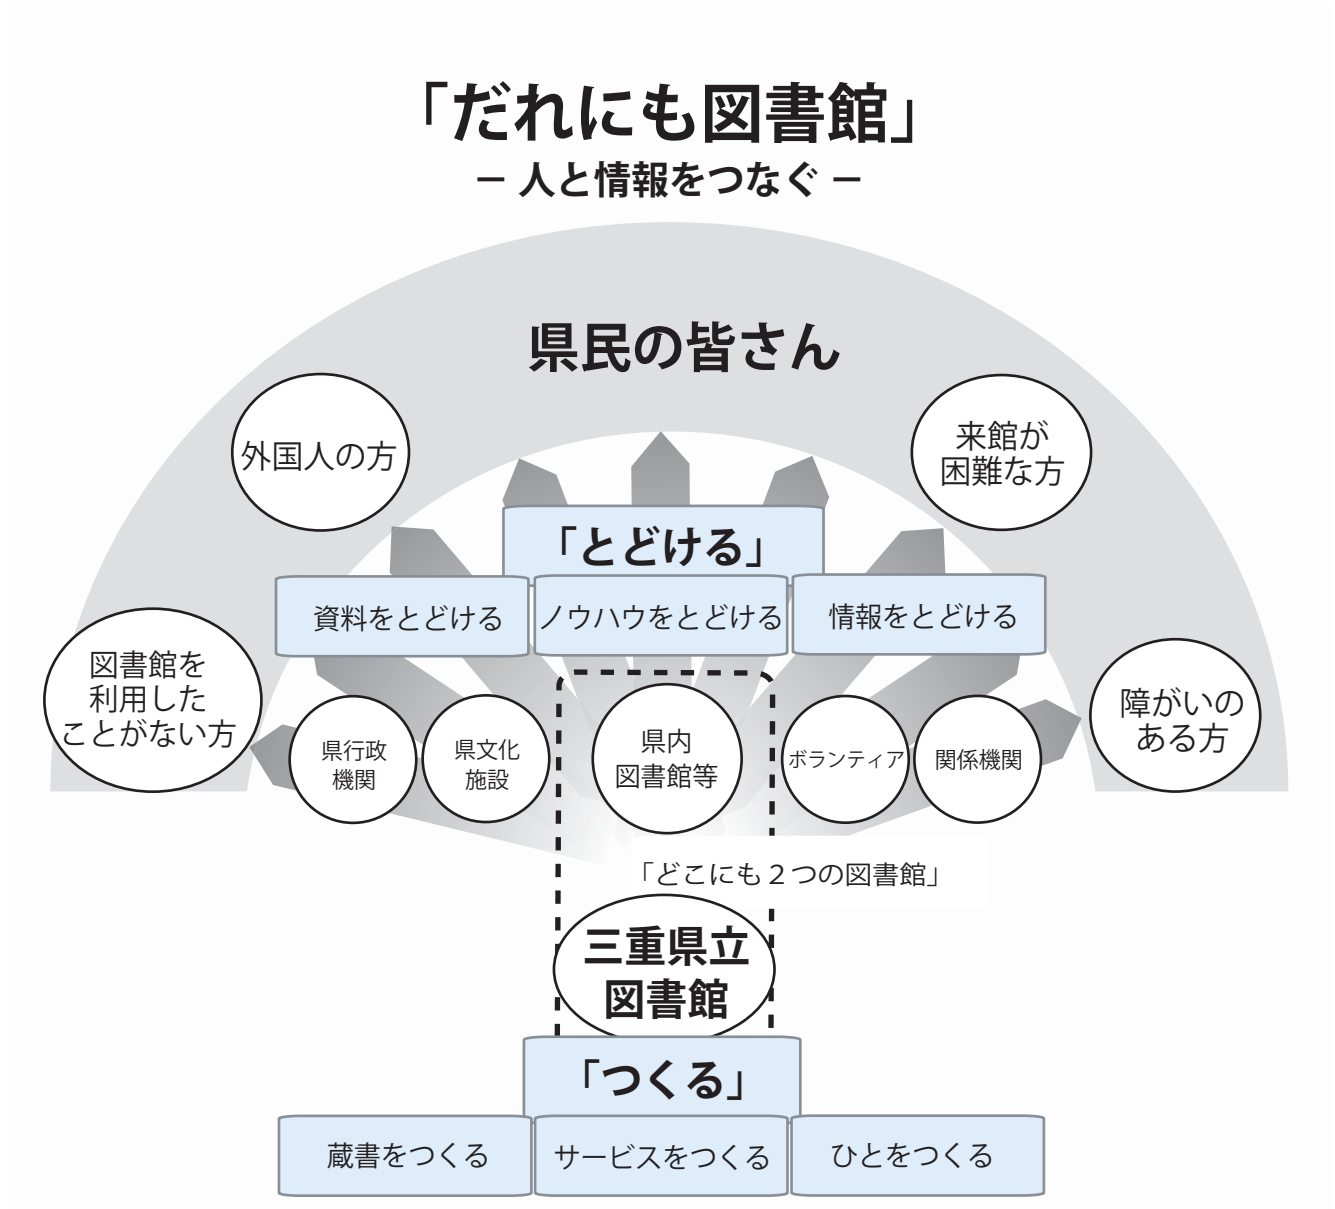 「だれにも図書館」
－ 人と情報をつなぐ －
県民の皆さん
外国人の方
来館が
困難な方
「とどける」
資料をとどける
ノウハウをとどける
情報をとどける
図書館を
利用した
ことがない方
障がいの
ある方
県行政
機関
県文化
施設
県内
図書館等
ボランティア
関係機関
「どこにも２つの図書館」
三重県立
図書館
「つくる」
蔵書をつくる
サービスをつくる
ひとをつくる